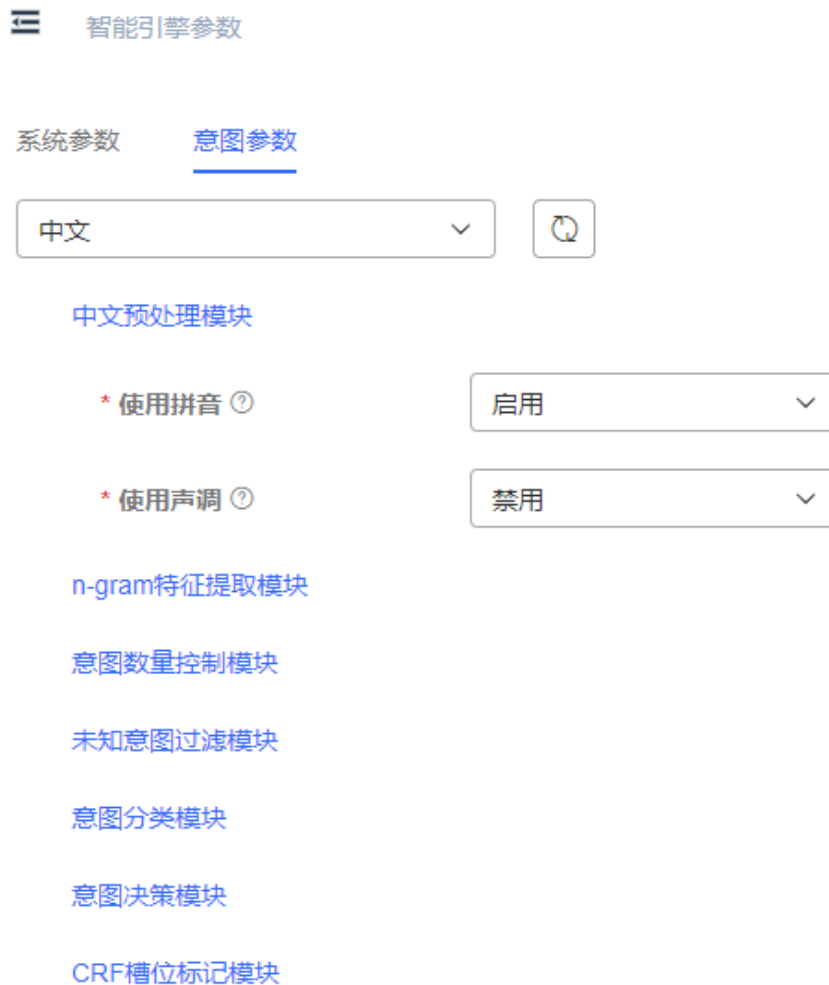 智能引擎参数
系统参数 意图参数
中文
中文预处理模块
* 使用拼音 ? 启用
* 使用声调 ? 禁用
n-gram特征提取模块
意图数量控制模块
未知意图过滤模块
意图分类模块
意图决策模块
CRF槽位标记模块